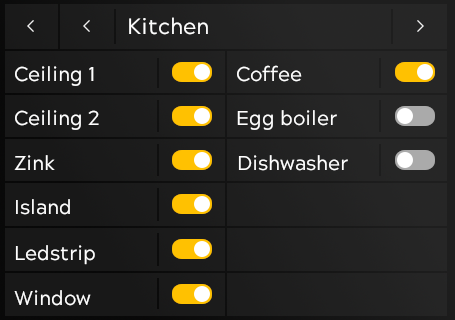 Kitchen
Ceiling 1
Coffee
Ceiling 2
Egg boiler
Zink
Dishwasher
Island
Ledstrip
Window